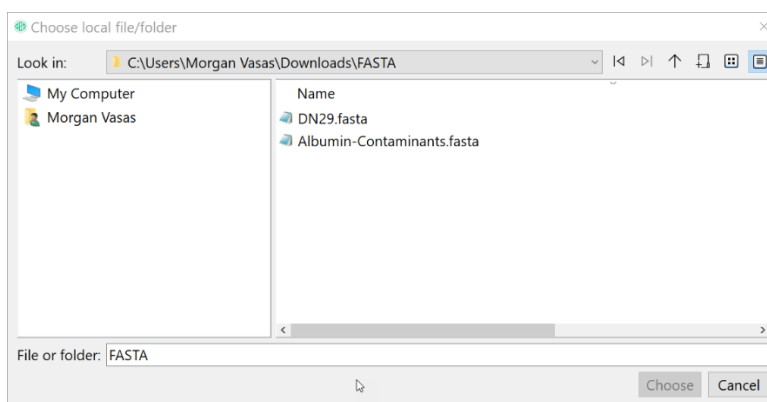 Choose local file/folder
Look in: C:\Users\Morgan Vasas\Downloads\FASTA
My Computer
Morgan Vasas
Name
DN29.fasta
Albumin-Contaminants.fasta
File or folder: FASTA
Choose Cancel